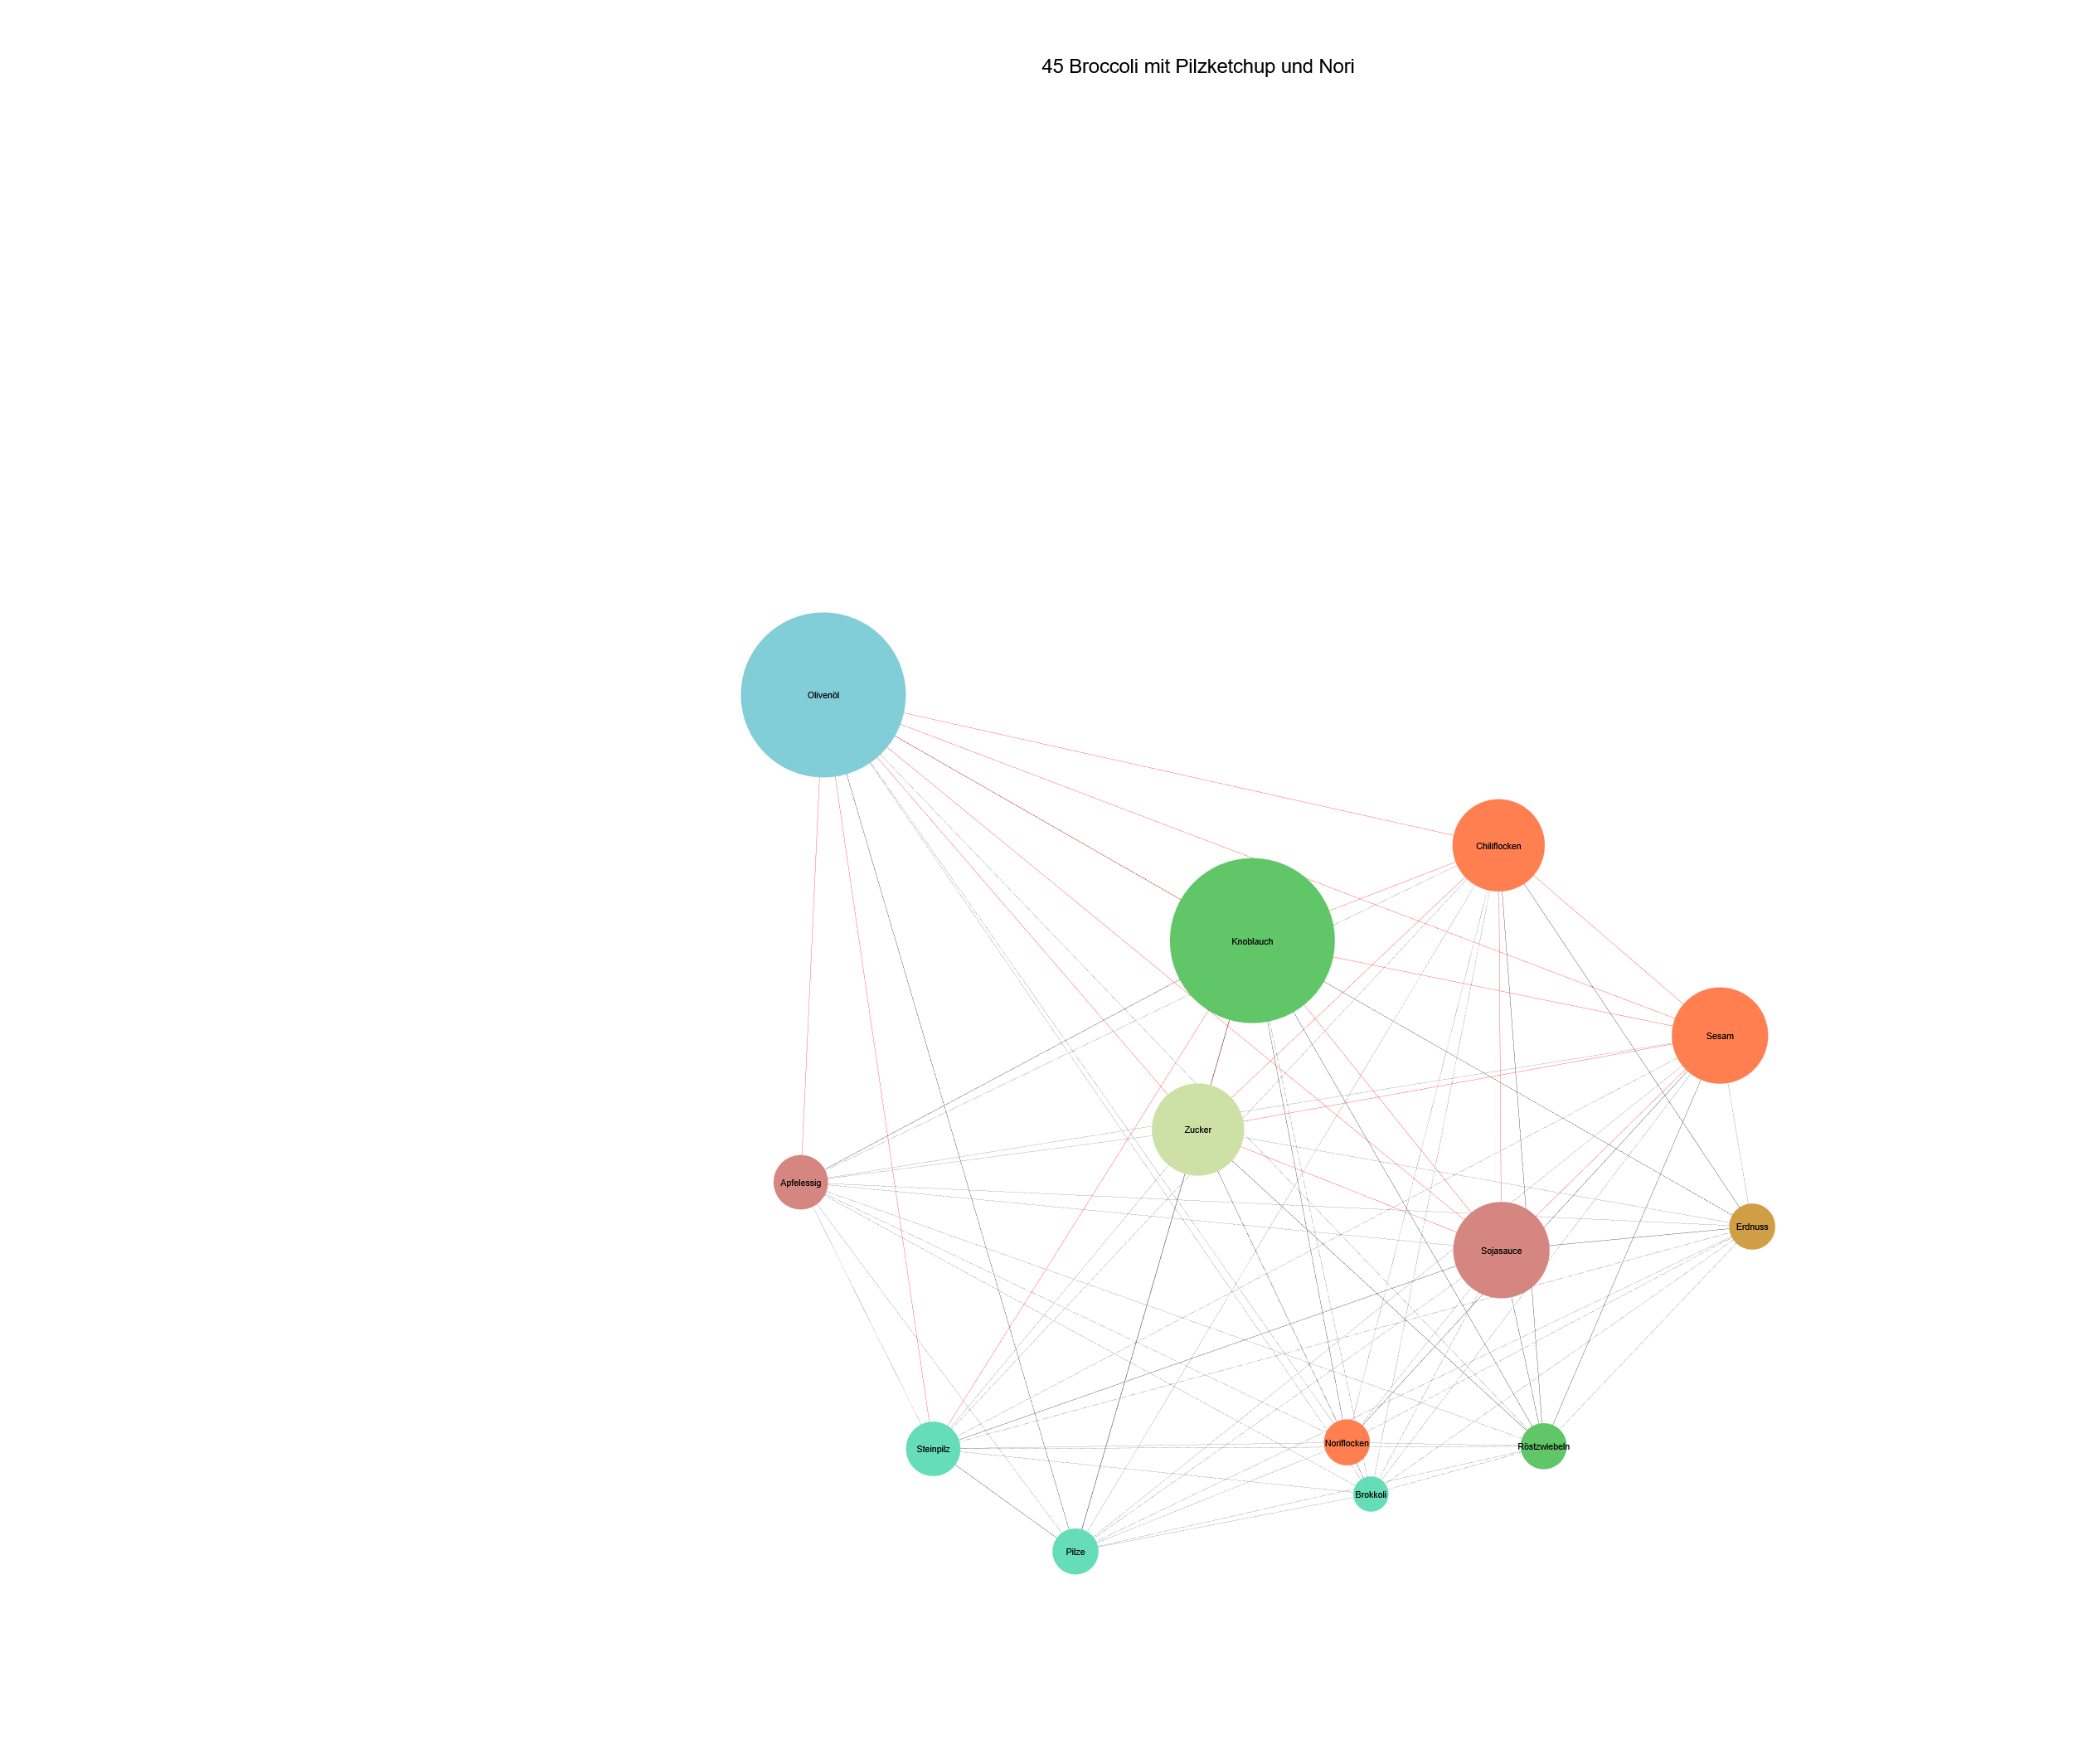 45 Broccoli mit Pilzketchup und Nori
Olivenöl
Chiliflocken
Knoblauch
Sesam
Zucker
Apfelessig
Erdnuss
Sojasauce
Noriflocken
Röstzwiebeln
Steinpilz
Brokkoli
Pilze